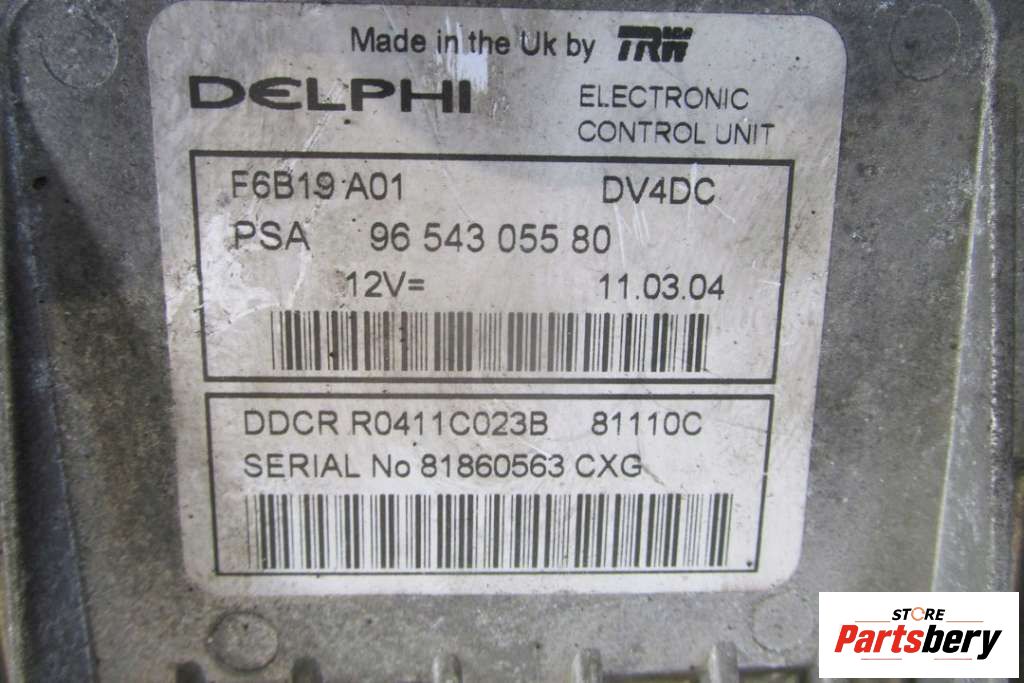 Made in the Uk by TRW
DELPHI
ELECTRONIC
CONTROL UNIT
F6B19 A01 DV4DC
PSA 96 543 055 80
12V= 11.03.04
DDCR R0411C023B 81110C
SERIAL No 81860563 CXG
STORE
Partsbery